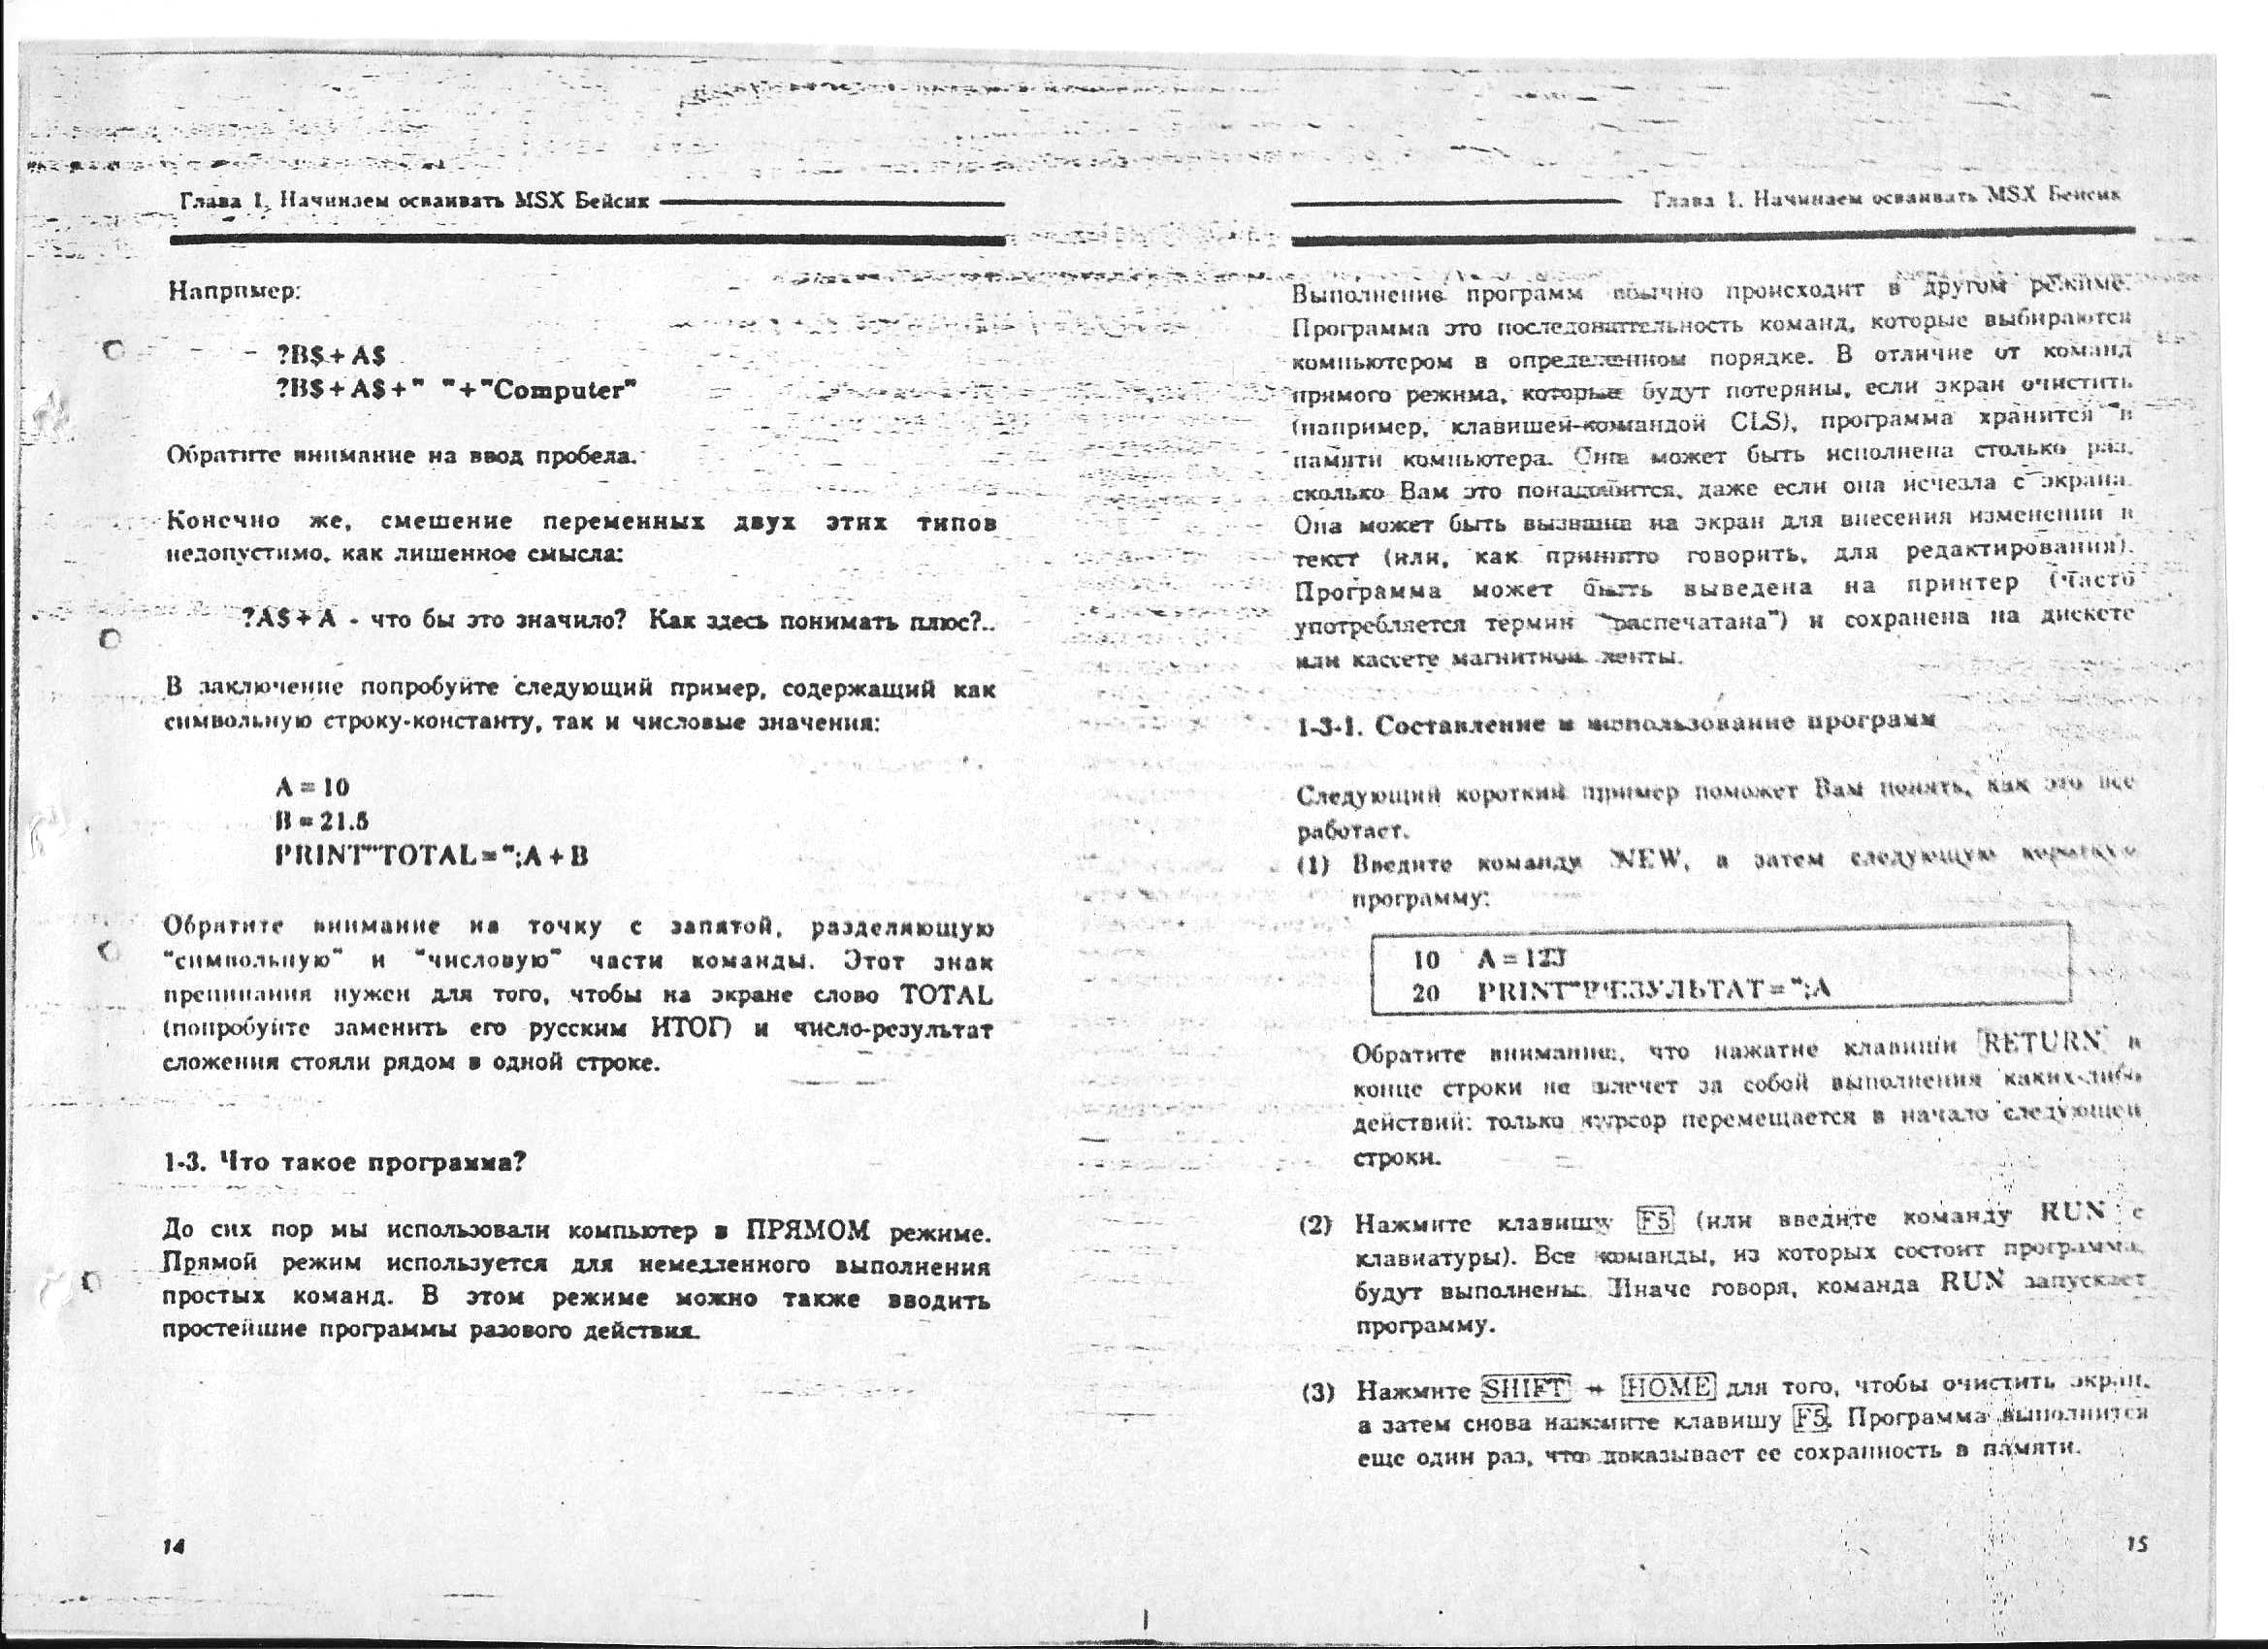 Глава 1. Начинаем осваивать MSX Бейсик
Например:
?B$+A$
?B$+A$+" "+"Computer"
Обратите внимание на ввод пробела.
Конечно же, смешение переменных двух этих типов
недопустимо, как лишенное смысла:
?A$+A - что бы это значило? Как здесь понимать плюс?..
В заключение попробуйте следующий пример, содержащий как
символьную строку-константу, так и числовые значения:
A=10
B=21.5
PRINT"TOTAL=";A+B
Обратите внимание на точку с запятой, разделяющую
"символьную" и "числовую" части команды. Этот знак
препинания нужен для того, чтобы на экране слово TOTAL
(попробуйте заменить его русским ИТОГ) и число-результат
сложения стояли рядом в одной строке.
1-3. Что такое программа?
До сих пор мы использовали компьютер в ПРЯМОМ режиме.
Прямой режим используется для немедленного выполнения
простых команд. В этом режиме можно также вводить
простейшие программы разового действия.
14
Глава 1. Начинаем осваивать MSX Бейсик
Выполнение программ обычно происходит в другом режиме.
Программа это последовательность команд, которые выбираются
компьютером в определенном порядке. В отличие от команд
прямого режима, которые будут потеряны, если экран очистить
(например, клавишей-командой CLS), программа хранится в
памяти компьютера. Она может быть исполнена столько раз,
сколько Вам это понадобится, даже если она исчезла с экрана.
Она может быть вызвана на экран для внесения изменений в
текст (или, как принято говорить, для редактирования).
Программа может быть выведена на принтер (часто
употребляется термин "распечатана") и сохранена на дискете
или кассете магнитной ленты.
1-3-1. Составление и использование программ
Следующий короткий пример поможет Вам понять, как это все
работает.
(1) Введите команду NEW, а затем следующую короткую
программу:
10 A=123
20 PRINT"РЕЗУЛЬТАТ=";A
Обратите внимание, что нажатие клавиши RETURN в
конце строки не влечет за собой выполнения каких-либо
действий: только курсор перемещается в начало следующей
строки.
(2) Нажмите клавишу F5 (или введите команду RUN с
клавиатуры). Все команды, из которых состоит программа,
будут выполнены. Иначе говоря, команда RUN запускает
программу.
(3) Нажмите SHIFT + HOME для того, чтобы очистить экран,
а затем снова нажмите клавишу F5. Программа выполнится
еще один раз, что доказывает ее сохранность в памяти.
15